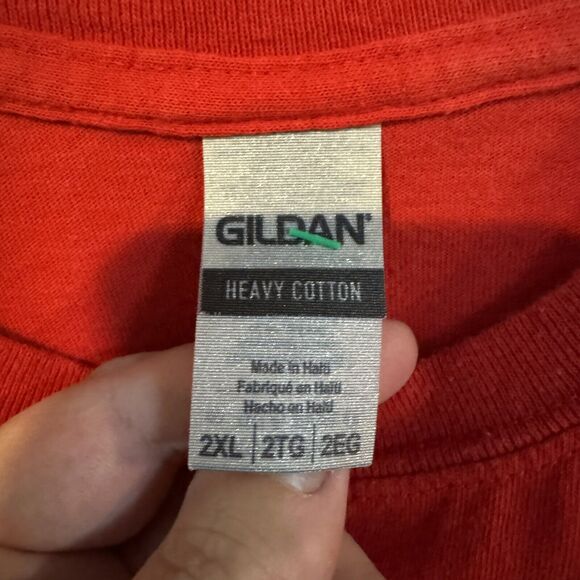 GILDAN®
HEAVY COTTON
Made in Haiti
Fabriqué en Haïti
Hecho en Haití
2XL | 2TG | 2EG